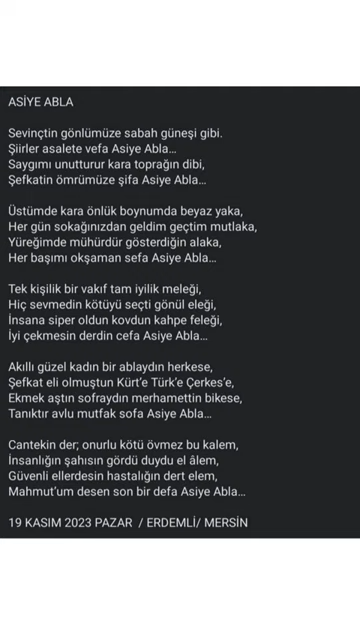 ASİYE ABLA
Sevinçtin gönlümüze sabah güneşi gibi.
Şiirler asalete vefa Asiye Abla…
Saygımı unutturur kara toprağın dibi,
Şefkatin ömrümüze şifa Asiye Abla…
Üstümde kara önlük boynumda beyaz yaka,
Her gün sokağınızdan geldim geçtim mutlaka,
Yüreğimde mühürdür gösterdiğin alaka,
Her başımı okşaman sefa Asiye Abla…
Tek kişilik bir vakıf tam iyilik meleği,
Hiç sevmedin kötüyü seçti gönül eleği,
İnsana siper oldun kovdun kahpe feleği,
İyi çekmesin derdin cefa Asiye Abla…
Akıllı güzel kadın bir ablaydın herkese,
Şefkat eli olmuştun Kürt'e Türk'e Çerkes'e,
Ekmek aştın sofraydın merhamettin bikese,
Tanıktır avlu mutfak sofa Asiye Abla…
Cantekin der; onurlu kötü övmez bu kalem,
İnsanlığın şahısın gördü duydu el âlem,
Güvenli ellerdesin hastalığın dert elem,
Mahmut'um desen son bir defa Asiye Abla…
19 KASIM 2023 PAZAR / ERDEMLİ/ MERSİN